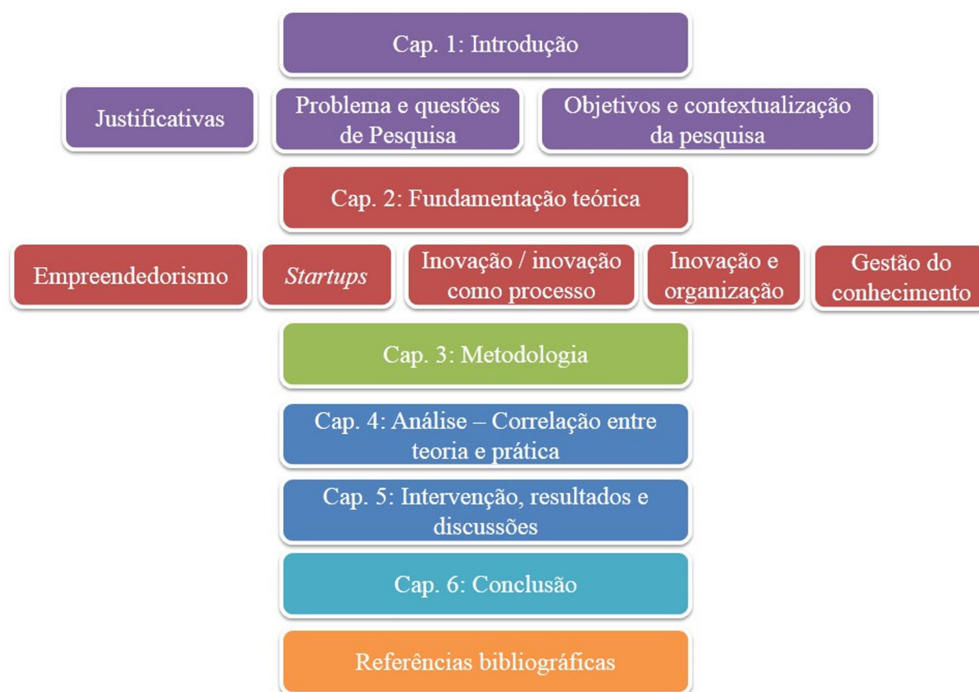 Cap. 1: Introdução
Justificativas
Problema e questões
de Pesquisa
Objetivos e contextualização
da pesquisa
Cap. 2: Fundamentação teórica
Empreendedorismo
Startups
Inovação / inovação
como processo
Inovação e
organização
Gestão do
conhecimento
Cap. 3: Metodologia
Cap. 4: Análise – Correlação entre
teoria e prática
Cap. 5: Intervenção, resultados e
discussões
Cap. 6: Conclusão
Referências bibliográficas